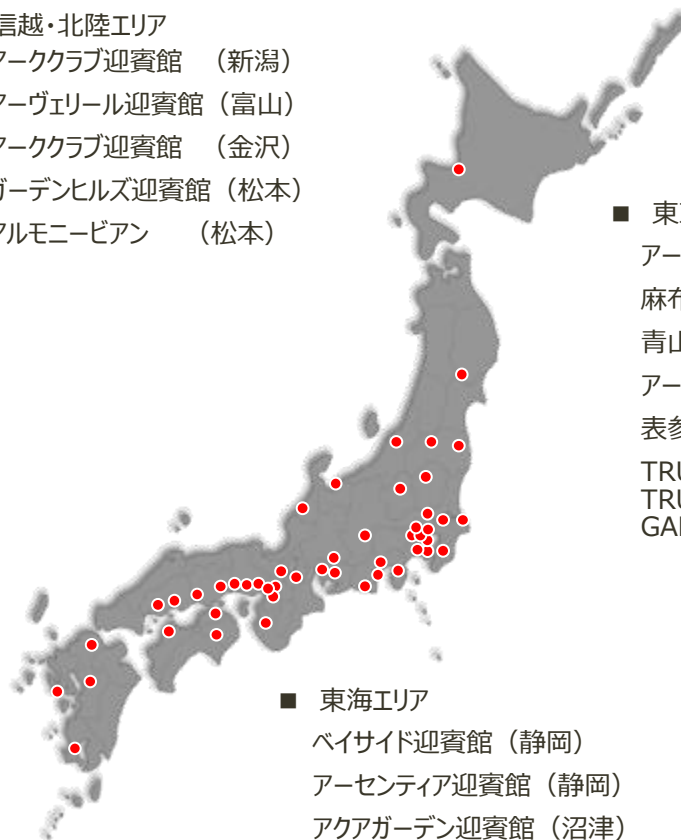 信越・北陸エリア
アーククラブ迎賓館 （新潟）
アーヴェリール迎賓館（富山）
アーククラブ迎賓館 （金沢）
ガーデンヒルズ迎賓館（松本）
アルモニービアン （松本）
■ 東
アー
麻布
青山
アー
表参
TRU
TRU
GA
■ 東海エリア
ベイサイド迎賓館（静岡）
アーセンティア迎賓館（静岡）
アクアガーデン迎賓館（沼津）